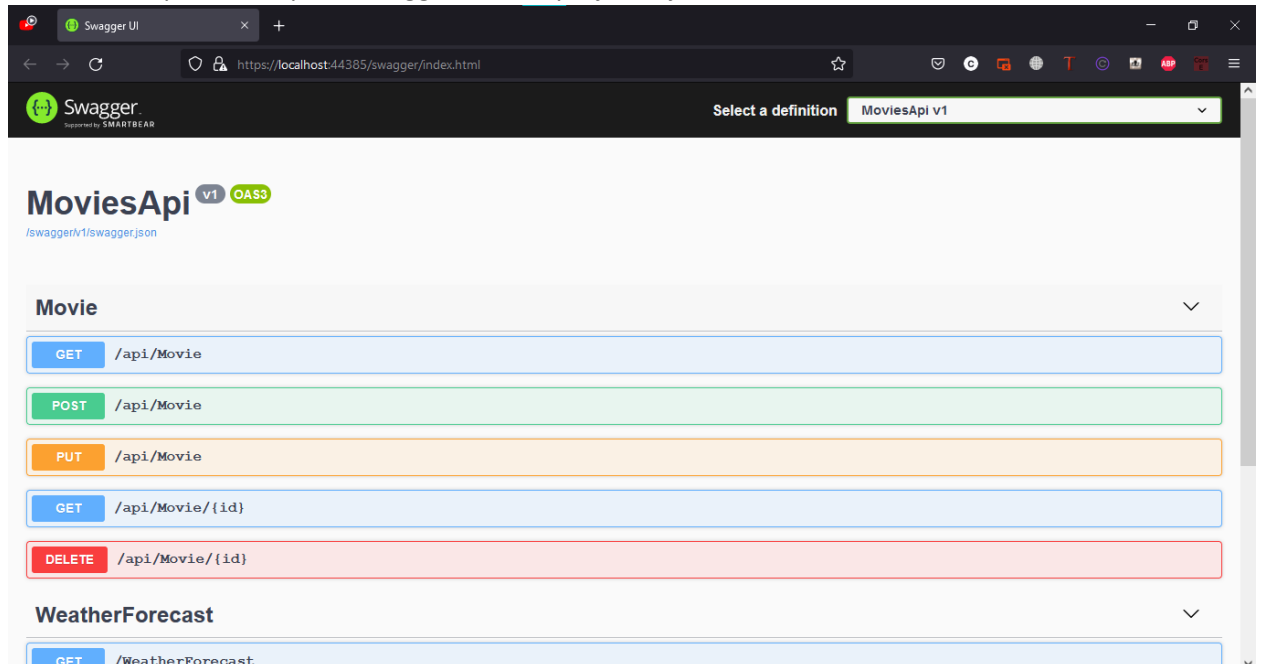 Swagger UI
https://localhost:44385/swagger/index.html
Swagger.
Supported by SMARTBEAR
Select a definition
MoviesApi v1
MoviesApi v1 OAS3
/swagger/v1/swagger.json
Movie
GET /api/Movie
POST /api/Movie
PUT /api/Movie
GET /api/Movie/{id}
DELETE /api/Movie/{id}
WeatherForecast
GET /WeatherForecast